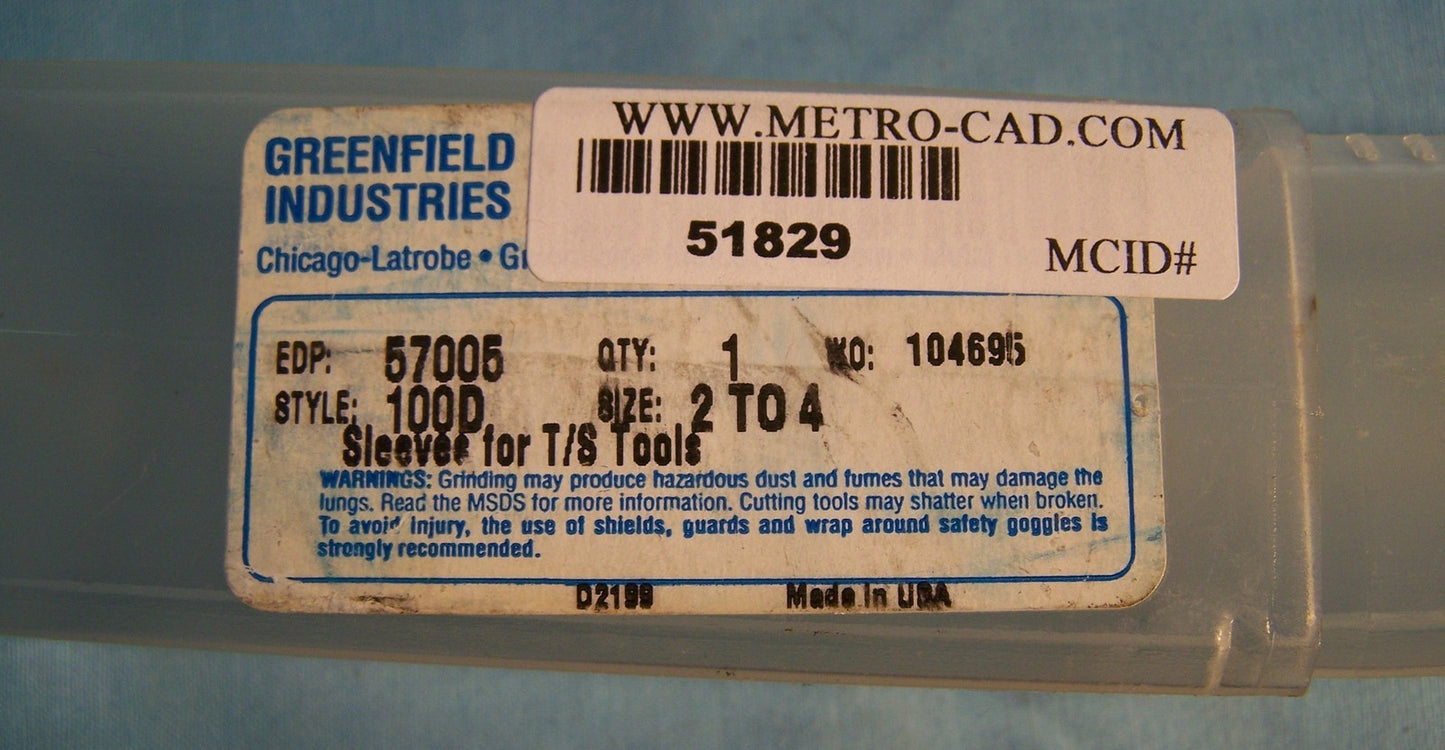 WWW.METRO-CAD.COM
51829
MCID#
GREENFIELD
INDUSTRIES
Chicago-Latrobe •
EDP: 57005 QTY: 1 WO: 104695
STYLE: 100D SIZE: 2 TO 4
Sleeves for T/S Tools
WARNINGS: Grinding may produce hazardous dust and fumes that may damage the
lungs. Read the MSDS for more information. Cutting tools may shatter when broken.
To avoid injury, the use of shields, guards and wrap around safety goggles is
strongly recommended.
D2199 Made In USA